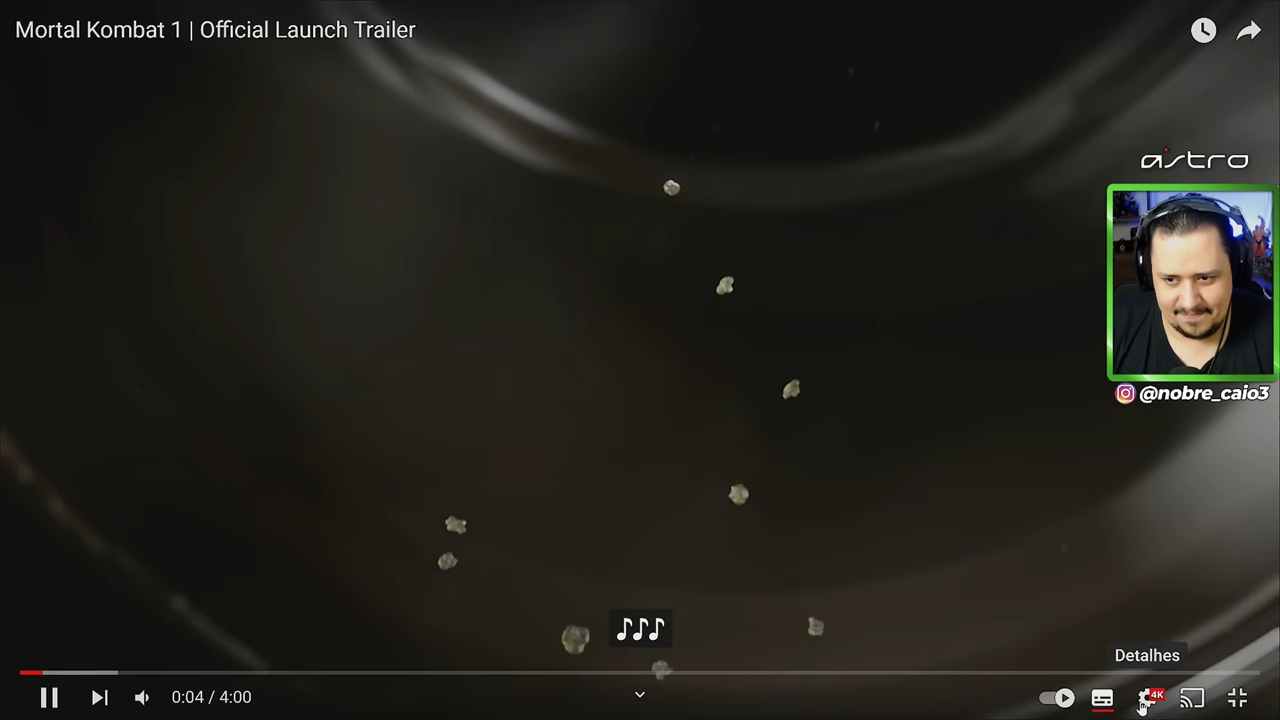 Mortal Kombat 1 | Official Launch Trailer
astro
@nobre_caio3
♪♪♪
Detalhes
0:04 / 4:00
4K